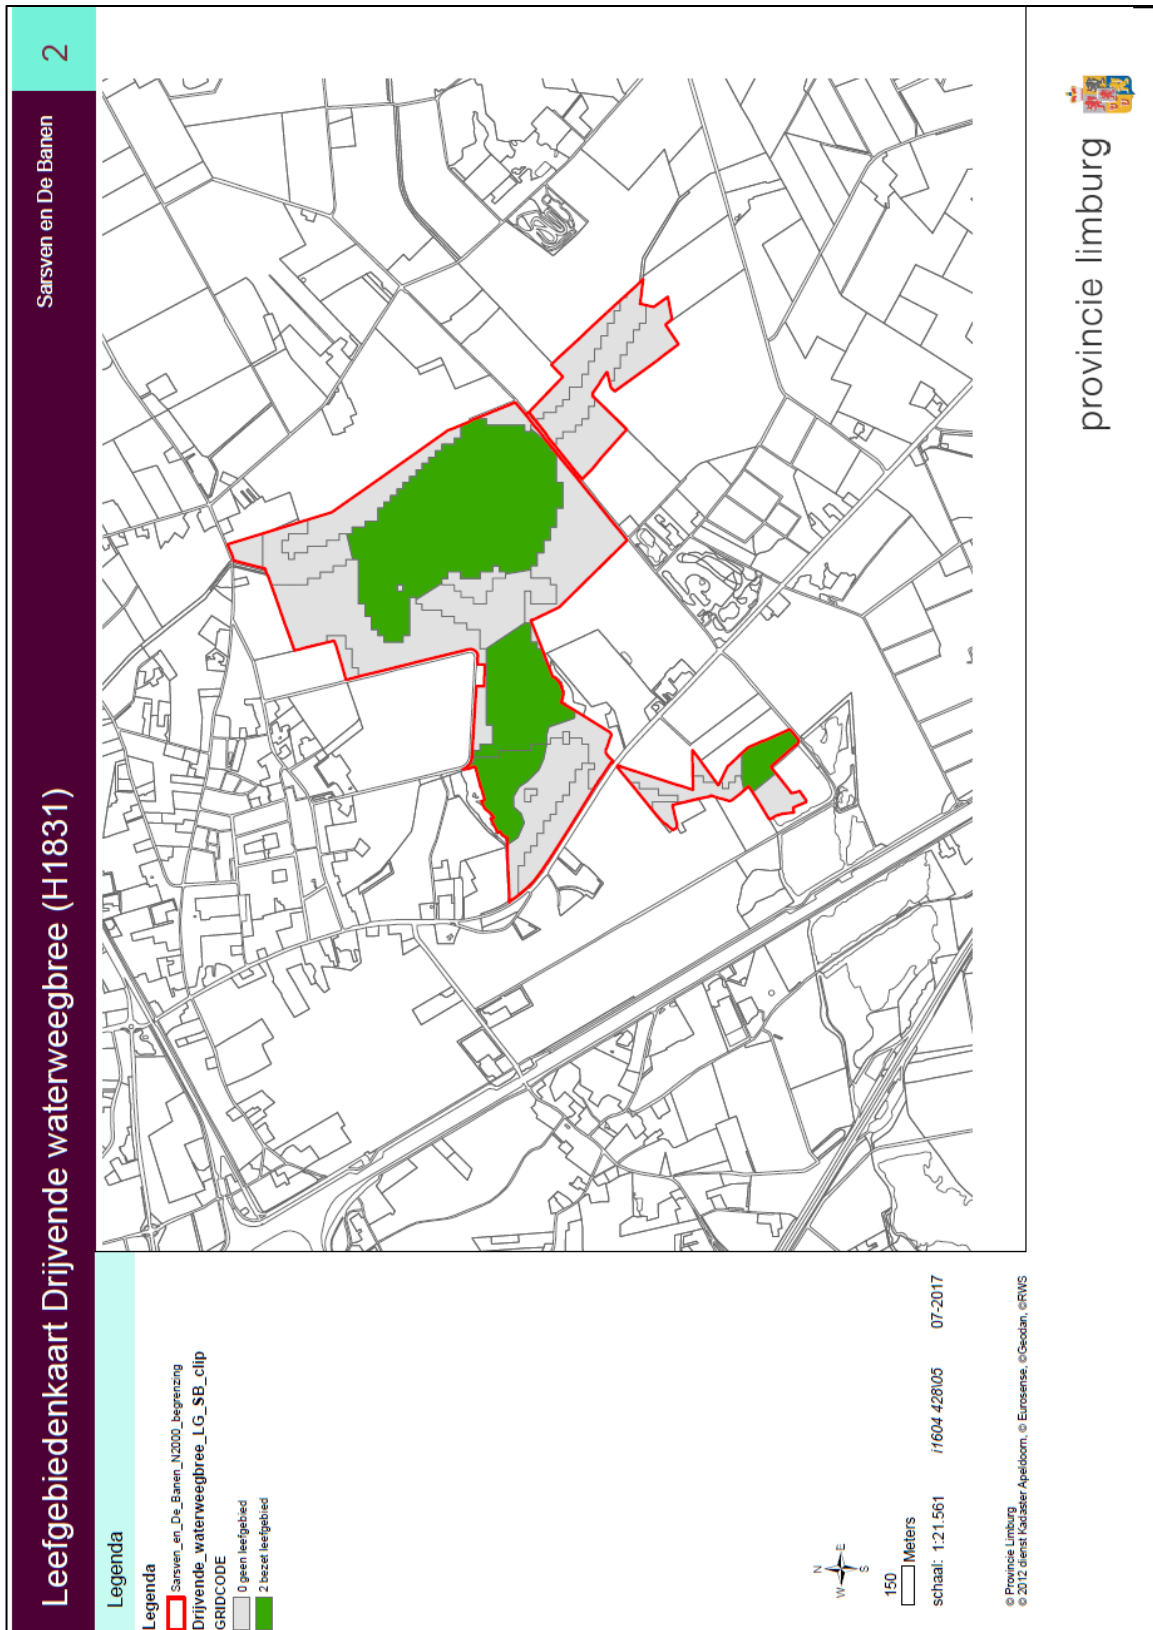 Leefgebiedenkaart Drijvende waterweegbree (H1831)
Sarsven en De Banen
2
Legenda
Legenda
Sarsven_en_De_Banen_N2000_begrenzing
Drijvende_waterweegbree_LG_SB_clip
GRIDCODE
0 geen leefgebied
2 bezet leefgebied
N
W E
S
150
Meters
schaal: 1:21.561 i1604 428\05 07-2017
© Provincie Limburg
© 2012 dienst Kadaster Apeldoorn, © Eurosense, ©Geodan, ©RWS
provincie limburg